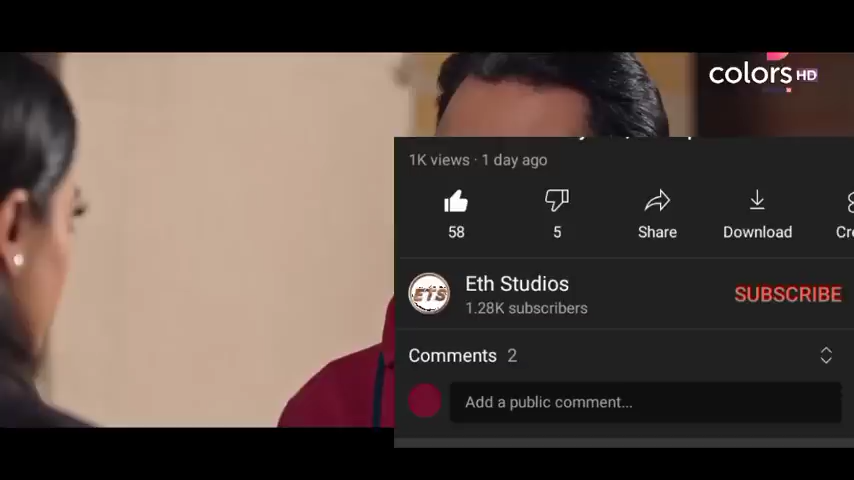 colors HD
1K views · 1 day ago
58
5
Share
Download
ETS
Eth Studios
1.28K subscribers
SUBSCRIBE
Comments 2
Add a public comment...